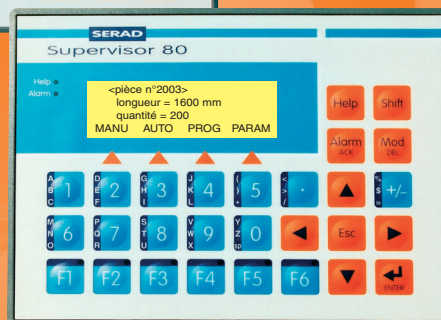 SERAD
Supervisor 80
Help
Alarm
<pièce n°2003>
longueur = 1600 mm
quantité = 200
MANU AUTO PROG PARAM
Help Shift
Alarm ACK Mod DEL
A B C 1 D E F 2 G H I 3 J K L 4 ( ) , 5 < > / . % $ = +/-
M N O 6 P Q R 7 S T U 8 V W X 9 Y Z sp 0 Esc
F1 F2 F3 F4 F5 F6 ENTER